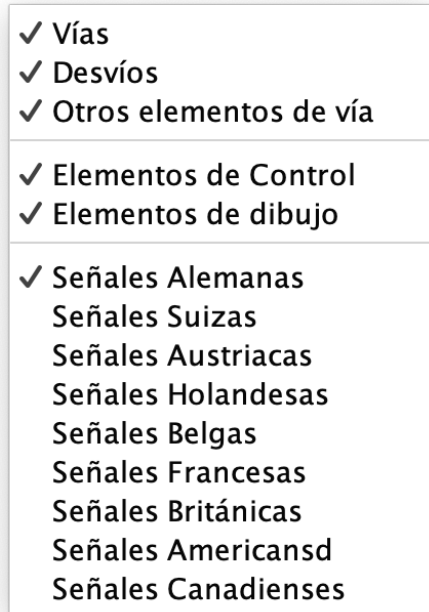 Vías
Desvíos
Otros elementos de vía
Elementos de Control
Elementos de dibujo
Señales Alemanas
Señales Suizas
Señales Austriacas
Señales Holandesas
Señales Belgas
Señales Francesas
Señales Británicas
Señales Americansd
Señales Canadienses